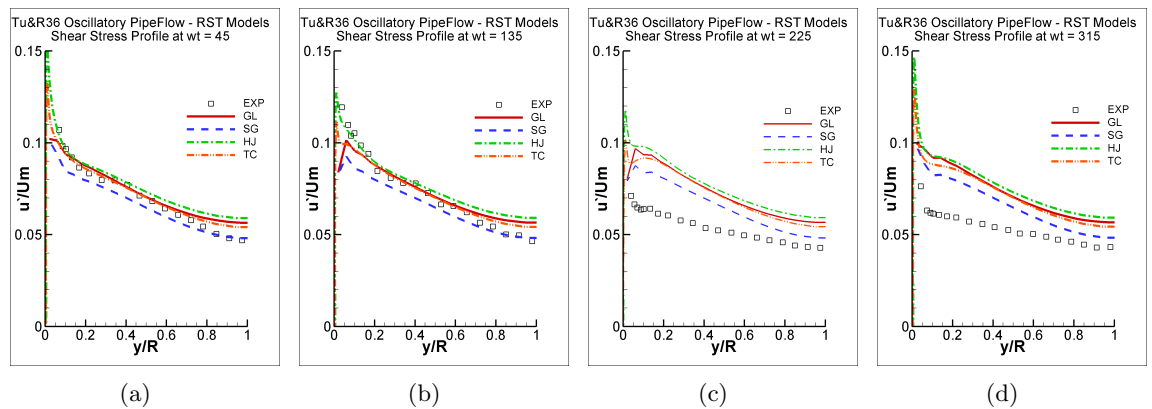 Tu&R36 Oscillatory PipeFlow - RST Models
Shear Stress Profile at wt = 45
0.15
0.1
0.05
0
u'/Um
EXP
GL
SG
HJ
TC
0 0.2 0.4 0.6 0.8 1
y/R
(a)
Tu&R36 Oscillatory PipeFlow - RST Models
Shear Stress Profile at wt = 135
0.15
0.1
0.05
0
u'/Um
EXP
GL
SG
HJ
TC
0 0.2 0.4 0.6 0.8 1
y/R
(b)
Tu&R36 Oscillatory PipeFlow - RST Models
Shear Stress Profile at wt = 225
0.15
0.1
0.05
0
u'/Um
EXP
GL
SG
HJ
TC
0 0.2 0.4 0.6 0.8 1
y/R
(c)
Tu&R36 Oscillatory PipeFlow - RST Models
Shear Stress Profile at wt = 315
0.15
0.1
0.05
0
u'/Um
EXP
GL
SG
HJ
TC
0 0.2 0.4 0.6 0.8 1
y/R
(d)